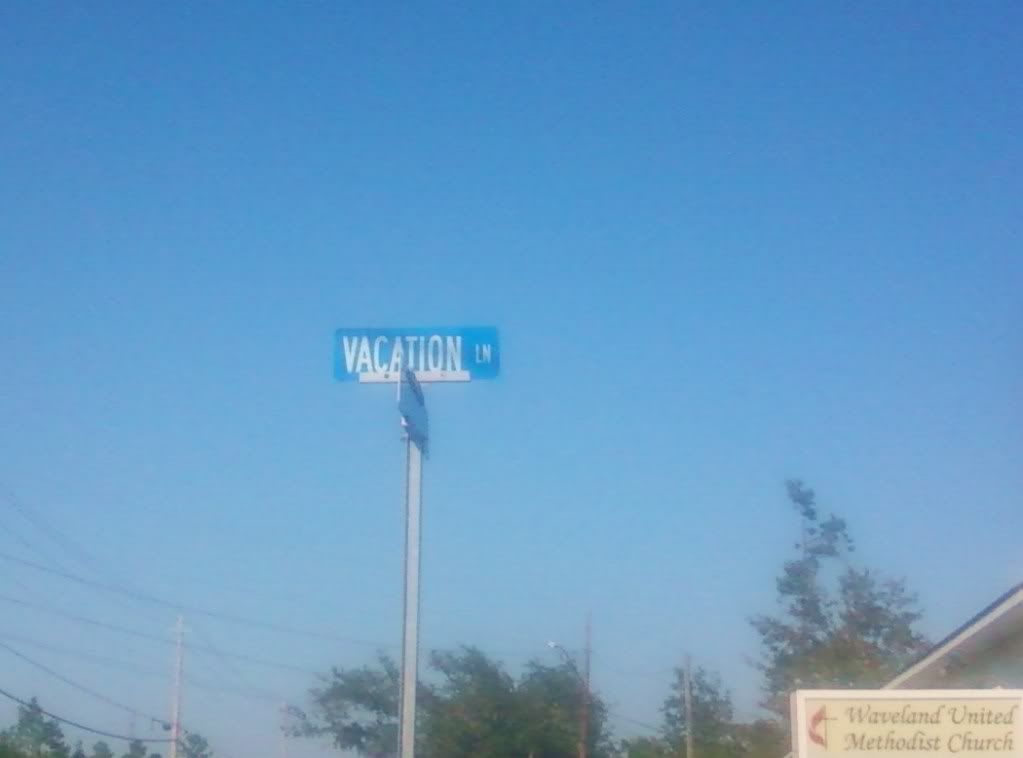 VACATION LN
Waveland United
Methodist Church